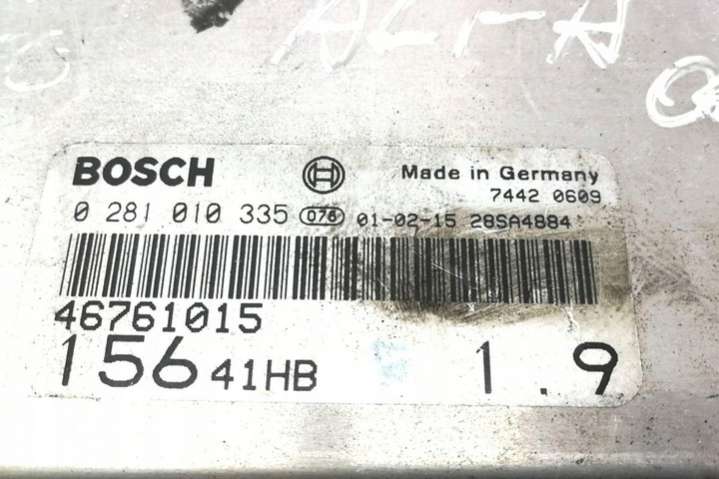 ALFA
BOSCH Made in Germany
7442 0609
0 281 010 335 076 01-02-15 28SA4884
46761015
156 41HB 1.9